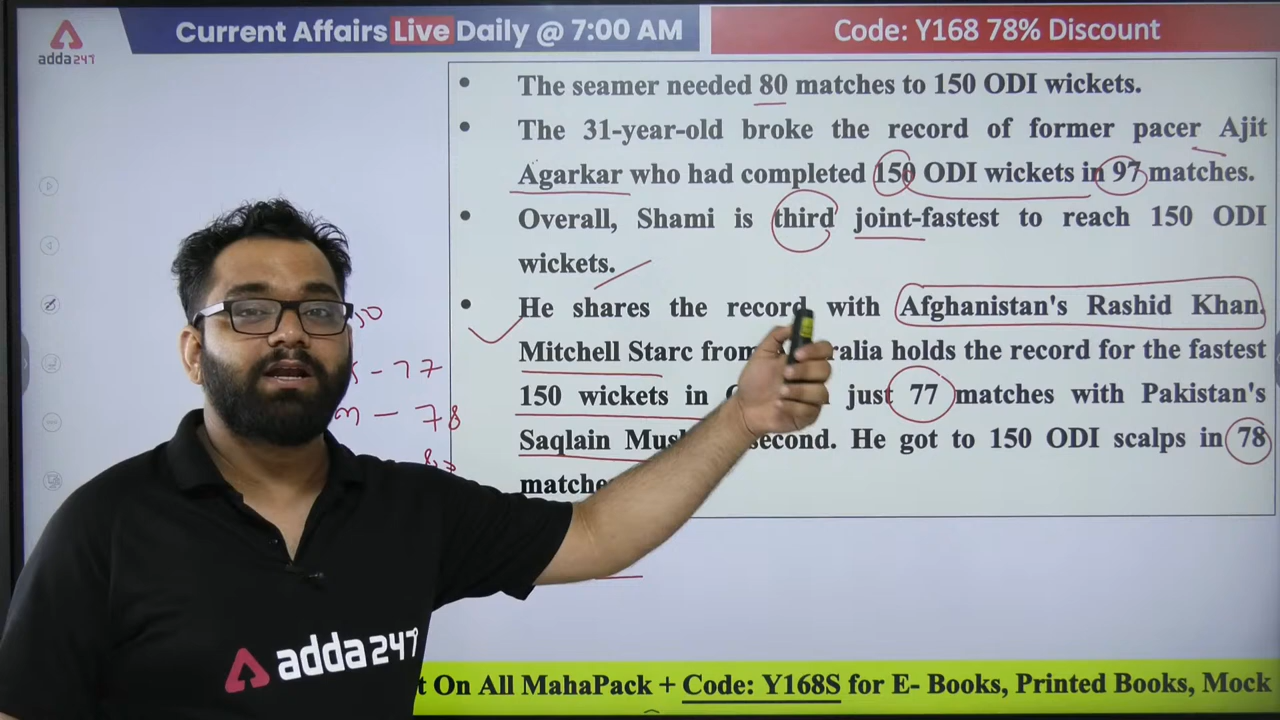 Current Affairs Live Daily @ 7:00 AM
Code: Y168 78% Discount
adda247
The seamer needed 80 matches to 150 ODI wickets.
The 31-year-old broke the record of former pacer Ajit
Agarkar who had completed 150 ODI wickets in 97 matches.
Overall, Shami is third joint-fastest to reach 150 ODI
wickets.
He shares the record with Afghanistan's Rashid Khan.
Mitchell Starc from holds the record for the fastest
150 wickets in just 77 matches with Pakistan's
Saqlain second. He got to 150 ODI scalps in 78
- 77
m - 78
adda247
On All MahaPack + Code: Y168S for E- Books, Printed Books, Mock